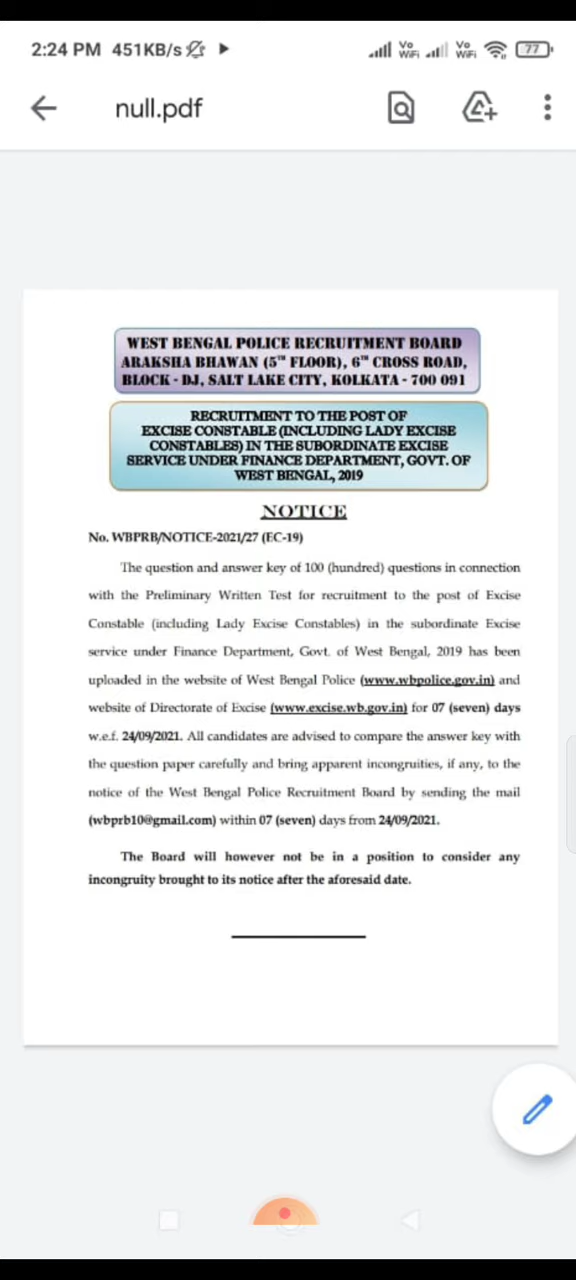 2:24 PM 451KB/s
Vo WiFi Vo WiFi 77
null.pdf
WEST BENGAL POLICE RECRUITMENT BOARD
ARAKSHA BHAWAN (5TH FLOOR), 6TH CROSS ROAD,
BLOCK - DJ, SALT LAKE CITY, KOLKATA - 700 091
RECRUITMENT TO THE POST OF
EXCISE CONSTABLE (INCLUDING LADY EXCISE
CONSTABLES) IN THE SUBORDINATE EXCISE
SERVICE UNDER FINANCE DEPARTMENT, GOVT. OF
WEST BENGAL, 2019
NOTICE
No. WBPRB/NOTICE-2021/27 (EC-19)
The question and answer key of 100 (hundred) questions in connection
with the Preliminary Written Test for recruitment to the post of Excise
Constable (including Lady Excise Constables) in the subordinate Excise
service under Finance Department, Govt. of West Bengal, 2019 has been
uploaded in the website of West Bengal Police (www.wbpolice.gov.in) and
website of Directorate of Excise (www.excise.wb.gov.in) for 07 (seven) days
w.e.f. 24/09/2021. All candidates are advised to compare the answer key with
the question paper carefully and bring apparent incongruities, if any, to the
notice of the West Bengal Police Recruitment Board by sending the mail
(wbprb10@gmail.com) within 07 (seven) days from 24/09/2021.
The Board will however not be in a position to consider any
incongruity brought to its notice after the aforesaid date.